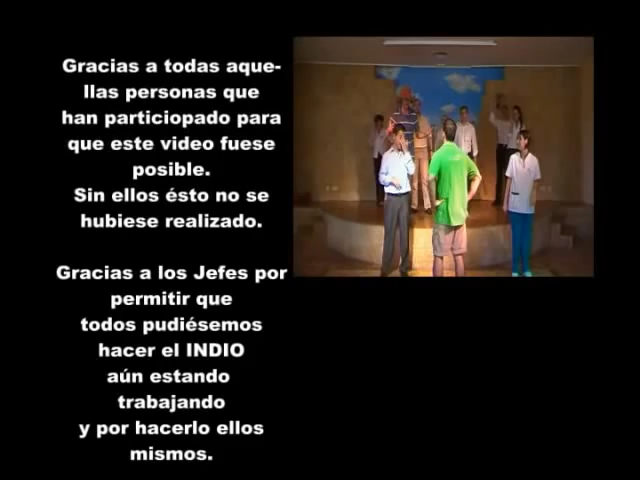 Gracias a todas aque-
llas personas que
han particiopado para
que este video fuese
posible.
Sin ellos ésto no se
hubiese realizado.
Gracias a los Jefes por
permitir que
todos pudiésemos
hacer el INDIO
aún estando
trabajando
y por hacerlo ellos
mismos.